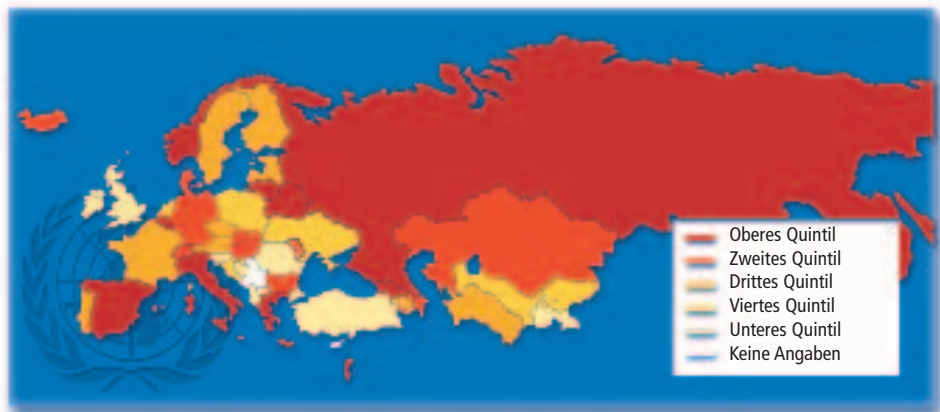 Oberes Quintil
Zweites Quintil
Drittes Quintil
Viertes Quintil
Unteres Quintil
Keine Angaben